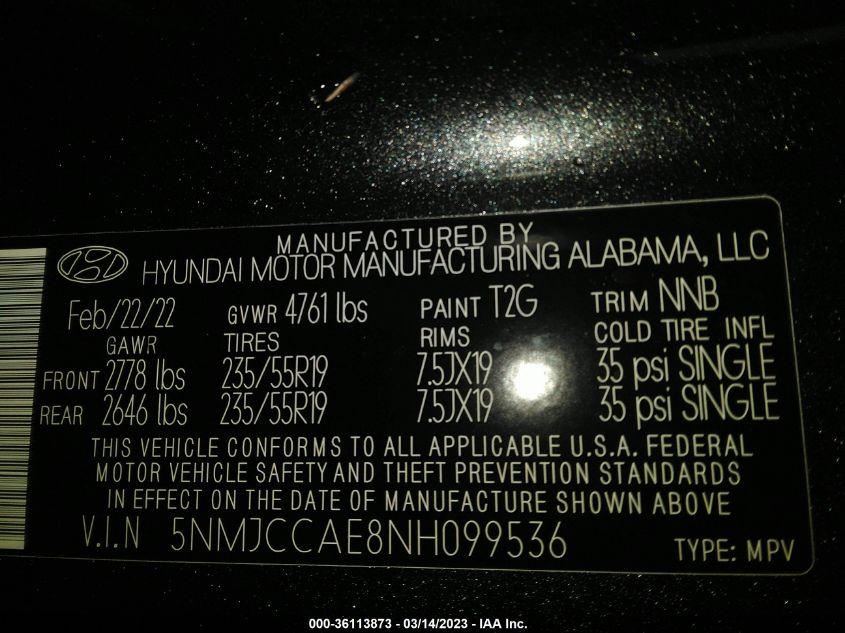 MANUFACTURED BY
HYUNDAI MOTOR MANUFACTURING ALABAMA, LLC
Feb/22/22 GVWR 4761 lbs PAINT T2G TRIM NNB
GAWR TIRES RIMS COLD TIRE INFL
FRONT 2778 lbs 235/55R19 7.5JX19 35 psi SINGLE
REAR 2646 lbs 235/55R19 7.5JX19 35 psi SINGLE
THIS VEHICLE CONFORMS TO ALL APPLICABLE U.S.A. FEDERAL
MOTOR VEHICLE SAFETY AND THEFT PREVENTION STANDARDS
IN EFFECT ON THE DATE OF MANUFACTURE SHOWN ABOVE
V.I.N 5NMJCCAE8NH099536 TYPE: MPV
000-36113873 - 03/14/2023 - IAA Inc.